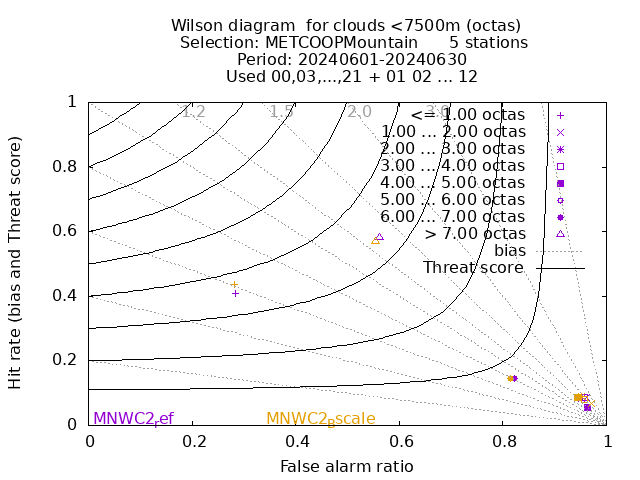 Wilson diagram  for clouds <7500m (octas)
Selection: METCOOPMountain      5 stations
Period: 20240601-20240630
Used 00,03,...,21 + 01 02 ... 12
Hit rate (bias and Threat score)
1
0.8
0.6
0.4
0.2
0
1.2 1.5 2.0 3.0
<= 1.00 octas
1.00 ... 2.00 octas
2.00 ... 3.00 octas
3.00 ... 4.00 octas
4.00 ... 5.00 octas
5.00 ... 6.00 octas
6.00 ... 7.00 octas
> 7.00 octas
bias
Threat score
MNWC2ref MNWC2Bscale
0 0.2 0.4 0.6 0.8 1
False alarm ratio